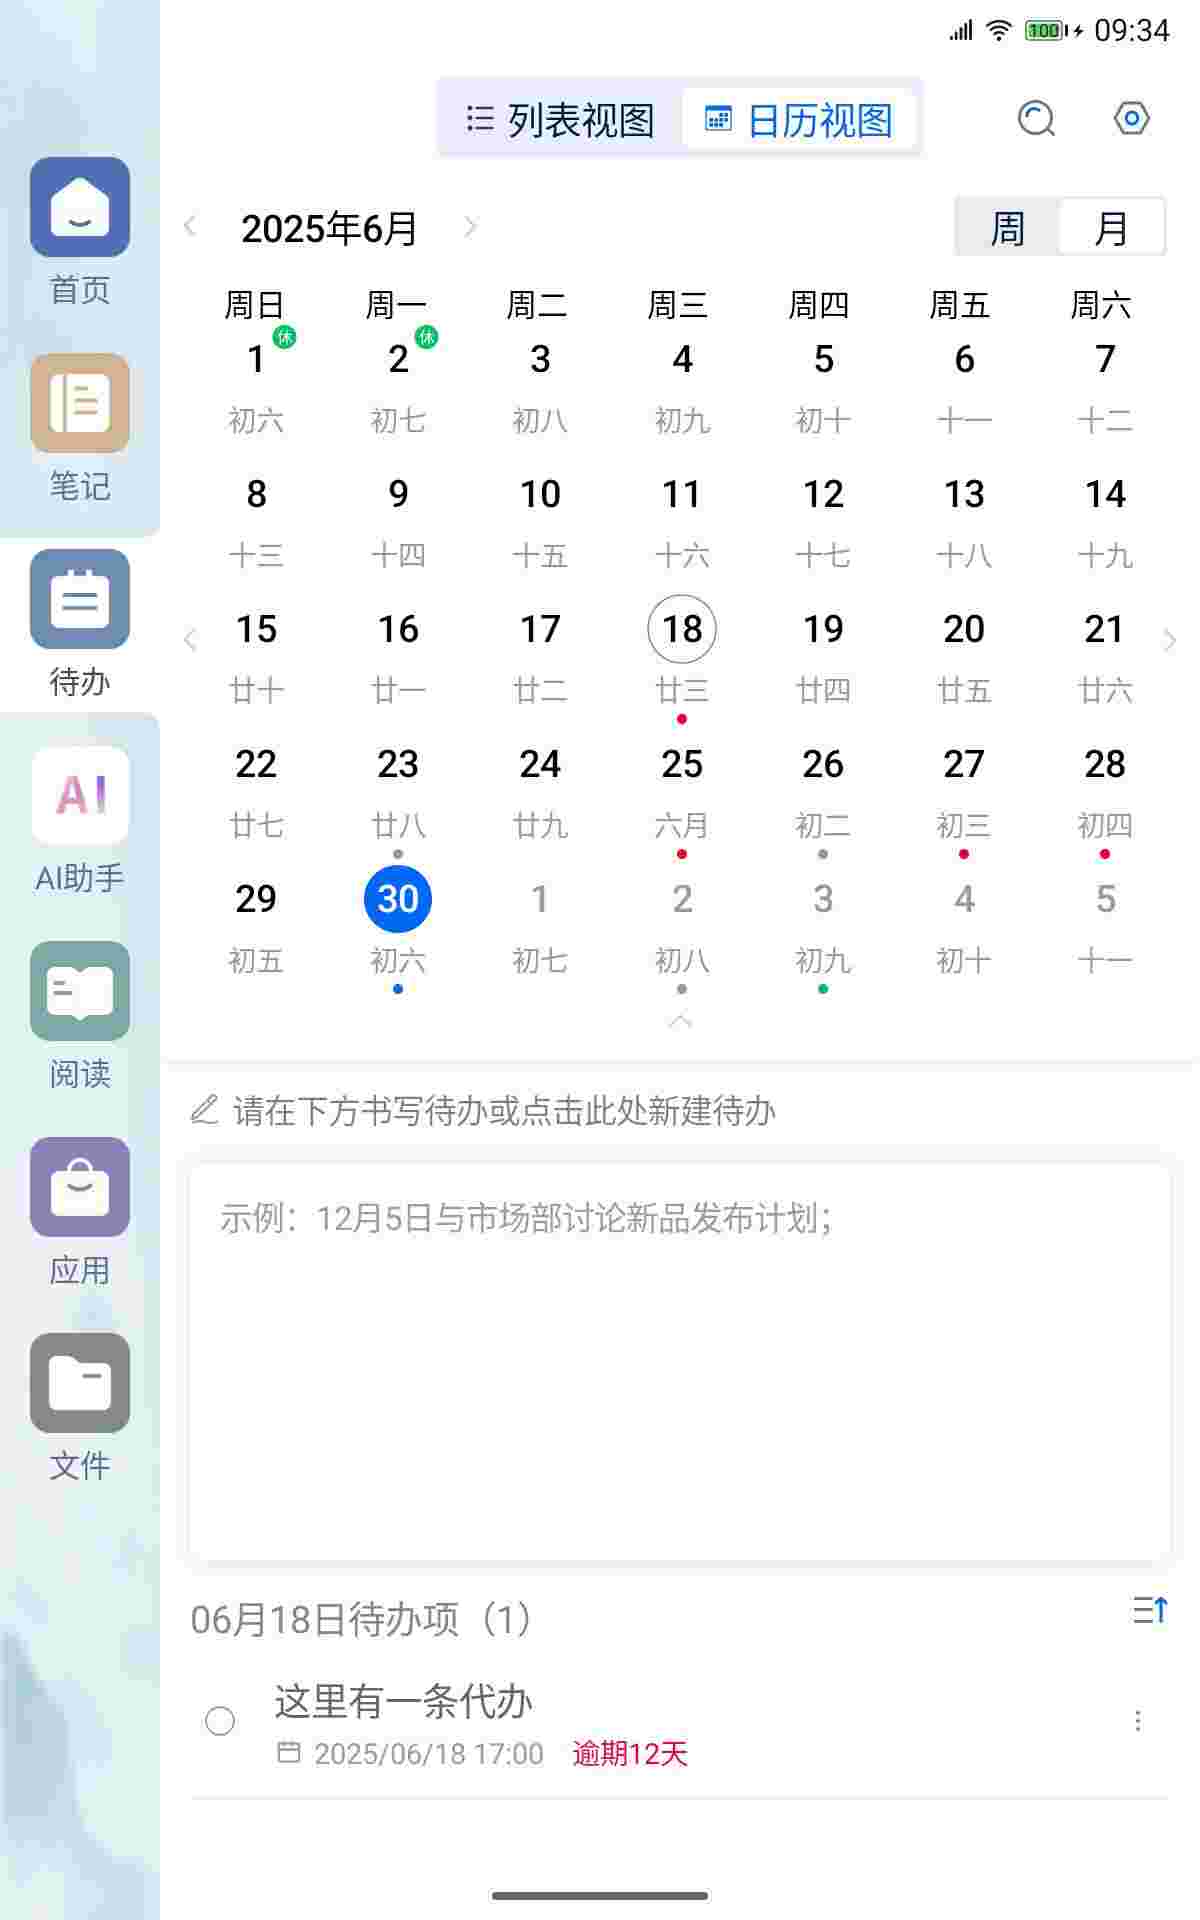 100 09:34
列表视图 日历视图
2025年6月 周 月
周日 周一 周二 周三 周四 周五 周六
休 休
1 2 3 4 5 6 7
初六 初七 初八 初九 初十 十一 十二
8 9 10 11 12 13 14
十三 十四 十五 十六 十七 十八 十九
15 16 17 18 19 20 21
廿十 廿一 廿二 廿三 廿四 廿五 廿六
22 23 24 25 26 27 28
廿七 廿八 廿九 六月 初二 初三 初四
29 30 1 2 3 4 5
初五 初六 初七 初八 初九 初十 十一
请在下方书写待办或点击此处新建待办
示例：12月5日与市场部讨论新品发布计划；
06月18日待办项（1）
这里有一条代办
2025/06/18 17:00 逾期12天
首页
笔记
待办
AI
AI助手
阅读
应用
文件